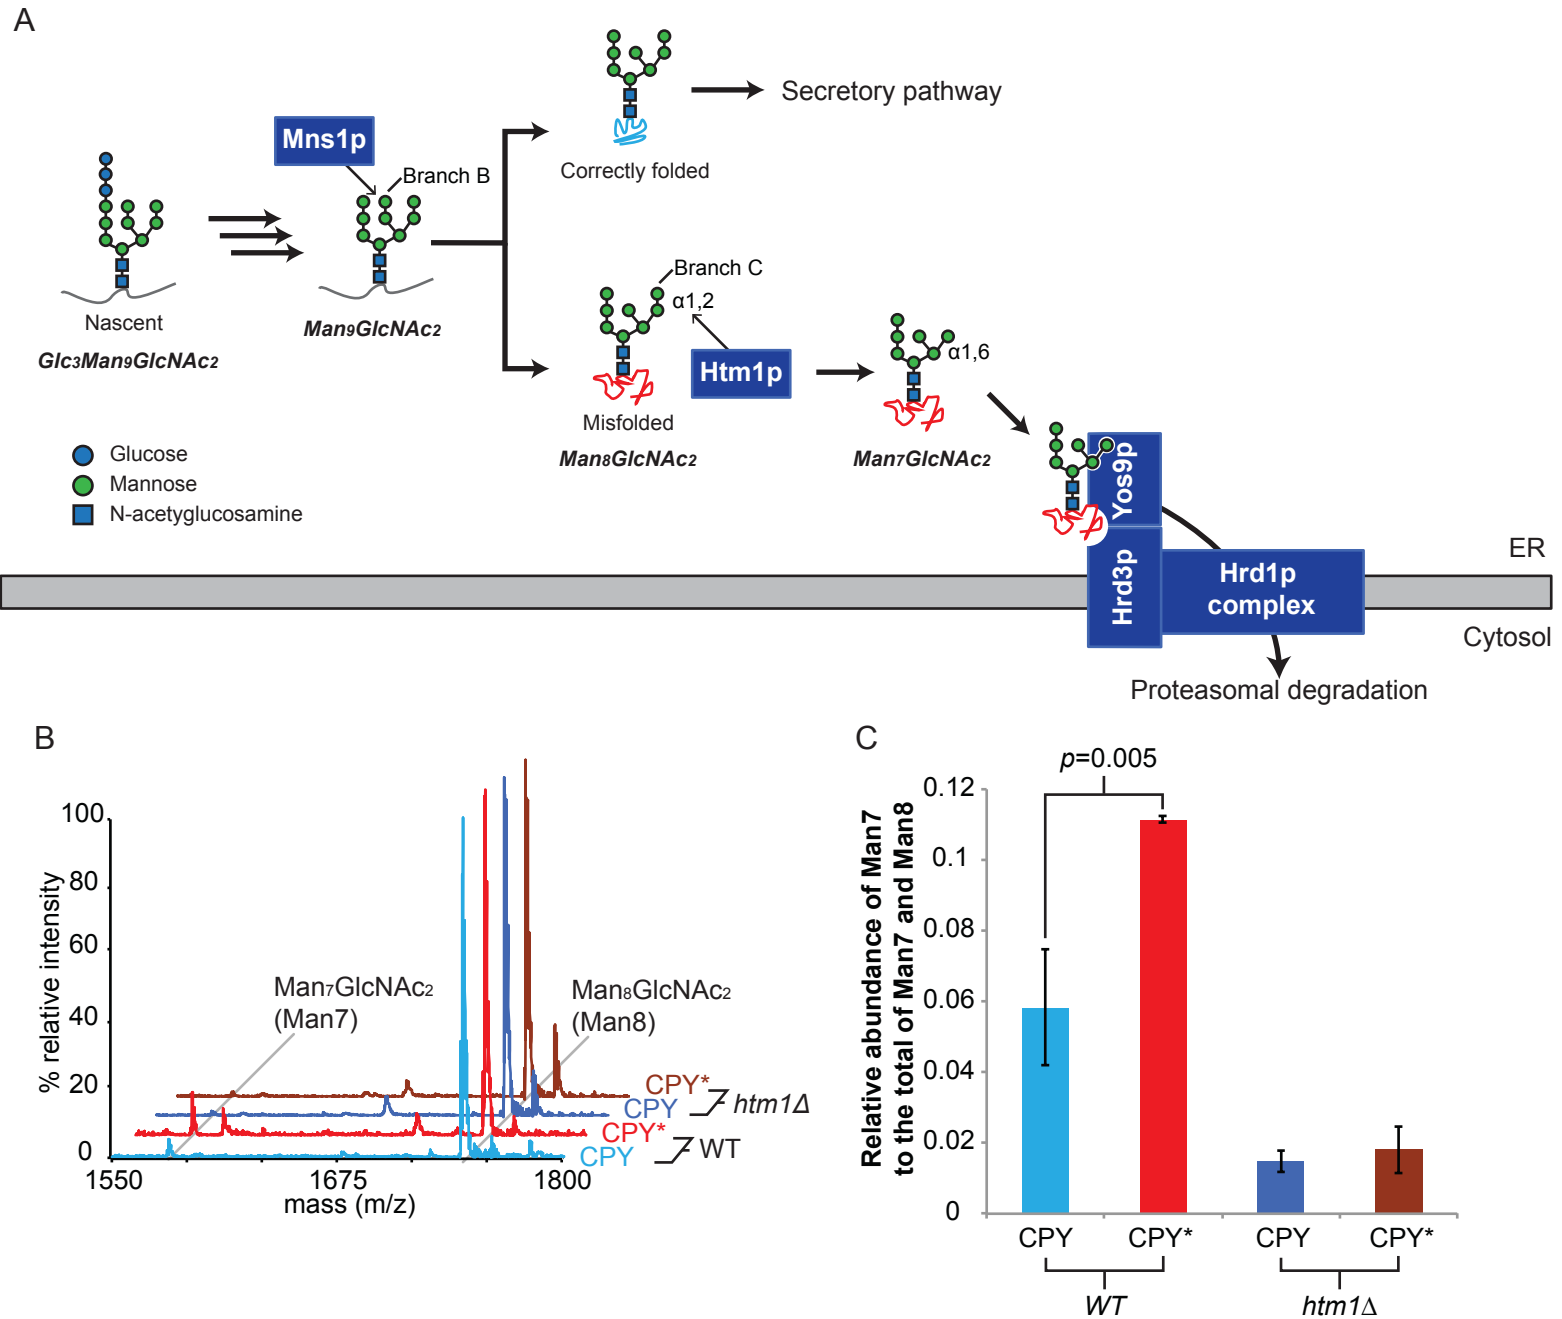 A
Mns1p
Branch B
Secretory pathway
Correctly folded
Nascent
Glc3Man9GlcNAc2
Man9GlcNAc2
Branch C
α1,2
Htm1p
Misfolded
Man8GlcNAc2
α1,6
Man7GlcNAc2
Glucose
Mannose
N-acetyglucosamine
Yos9p
Hrd3p
Hrd1p
complex
ER
Cytosol
Proteasomal degradation
B
% relative intensity
100
80
60
40
20
0
1550
1675
1800
mass (m/z)
Man7GlcNAc2
(Man7)
Man8GlcNAc2
(Man8)
CPY*
CPY
htm1Δ
CPY*
CPY
WT
C
p=0.005
Relative abundance of Man7
to the total of Man7 and Man8
0.12
0.1
0.08
0.06
0.04
0.02
0
CPY
CPY*
CPY
CPY*
WT
htm1Δ